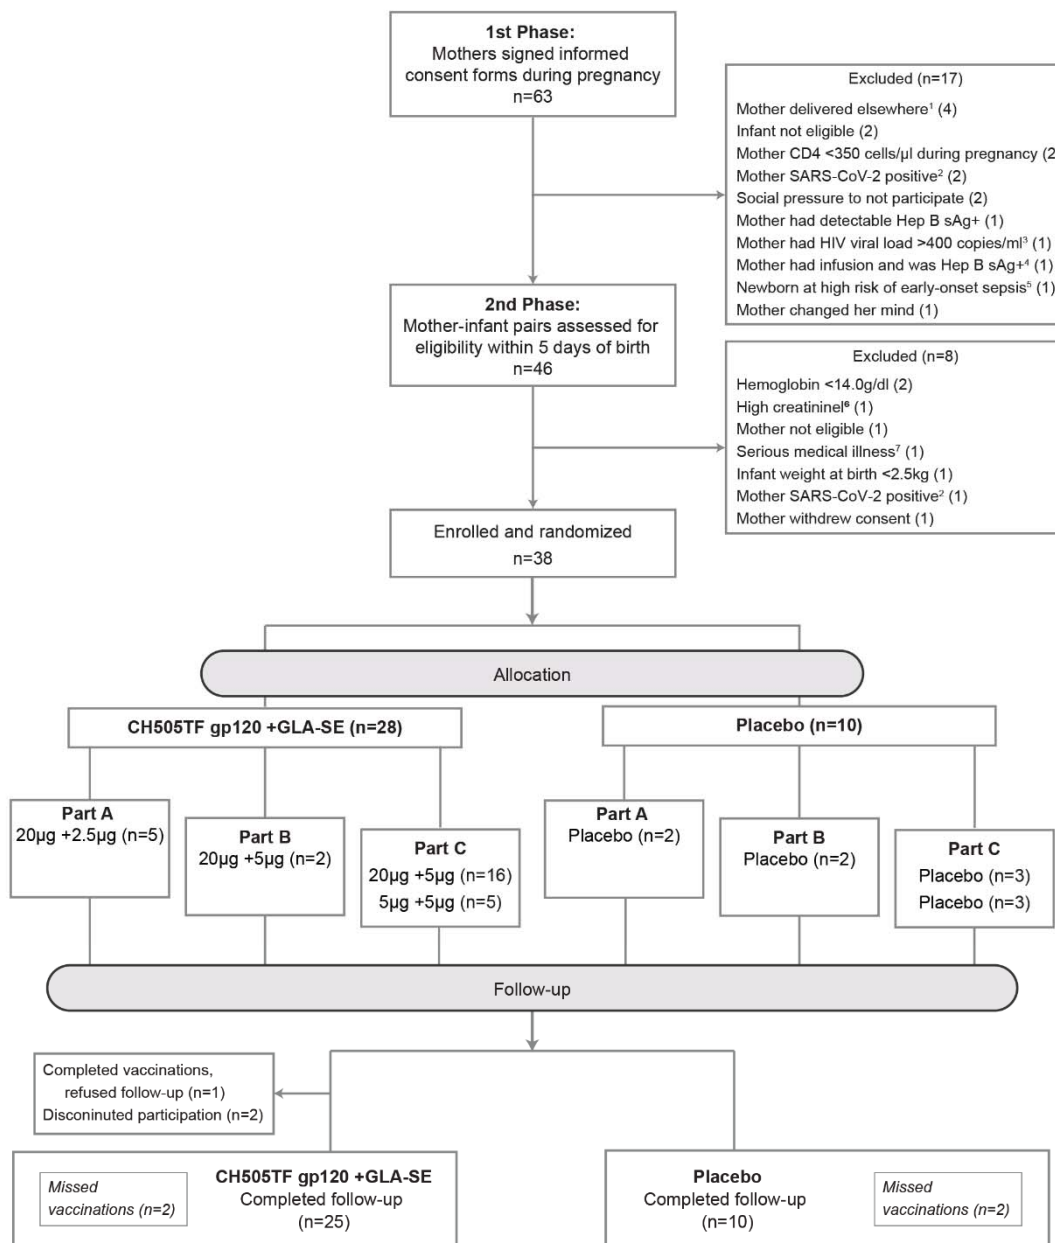 1st Phase:
Mothers signed informed
consent forms during pregnancy
n=63
Excluded (n=17)
Mother delivered elsewhere¹ (4)
Infant not eligible (2)
Mother CD4 <350 cells/µl during pregnancy (2
Mother SARS-CoV-2 positive² (2)
Social pressure to not participate (2)
Mother had detectable Hep B sAg+ (1)
Mother had HIV viral load >400 copies/ml³ (1)
Mother had infusion and was Hep B sAg+⁴ (1)
Newborn at high risk of early-onset sepsis⁵ (1)
Mother changed her mind (1)
2nd Phase:
Mother-infant pairs assessed for
eligibility within 5 days of birth
n=46
Excluded (n=8)
Hemoglobin <14.0g/dl (2)
High creatininel⁶ (1)
Mother not eligible (1)
Serious medical illness⁷ (1)
Infant weight at birth <2.5kg (1)
Mother SARS-CoV-2 positive² (1)
Mother withdrew consent (1)
Enrolled and randomized
n=38
Allocation
CH505TF gp120 +GLA-SE (n=28)
Placebo (n=10)
Part A
20µg +2.5µg (n=5)
Part B
20µg +5µg (n=2)
Part C
20µg +5µg (n=16)
5µg +5µg (n=5)
Part A
Placebo (n=2)
Part B
Placebo (n=2)
Part C
Placebo (n=3)
Placebo (n=3)
Follow-up
Completed vaccinations,
refused follow-up (n=1)
Disconinuted participation (n=2)
Missed
vaccinations (n=2)
CH505TF gp120 +GLA-SE
Completed follow-up
(n=25)
Placebo
Completed follow-up
(n=10)
Missed
vaccinations (n=2)